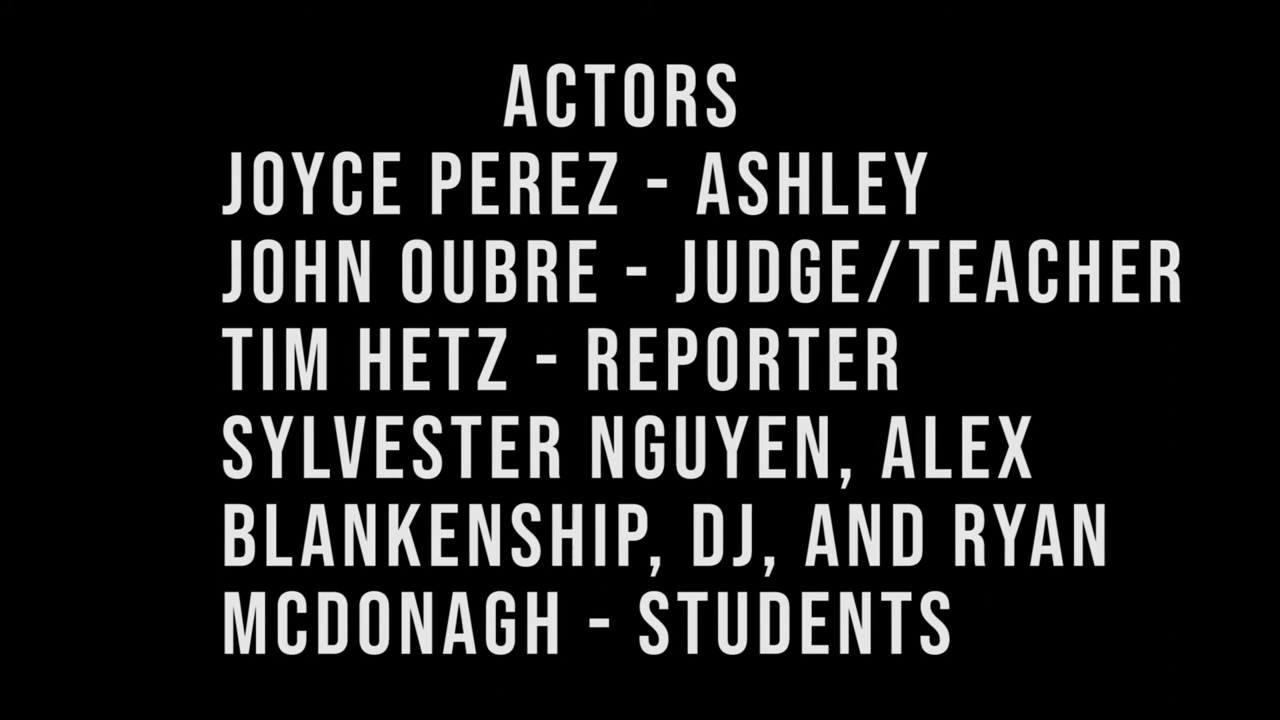 ACTORS
JOYCE PEREZ - ASHLEY
JOHN OUBRE - JUDGE/TEACHER
TIM HETZ - REPORTER
SYLVESTER NGUYEN, ALEX
BLANKENSHIP, DJ, AND RYAN
MCDONAGH - STUDENTS